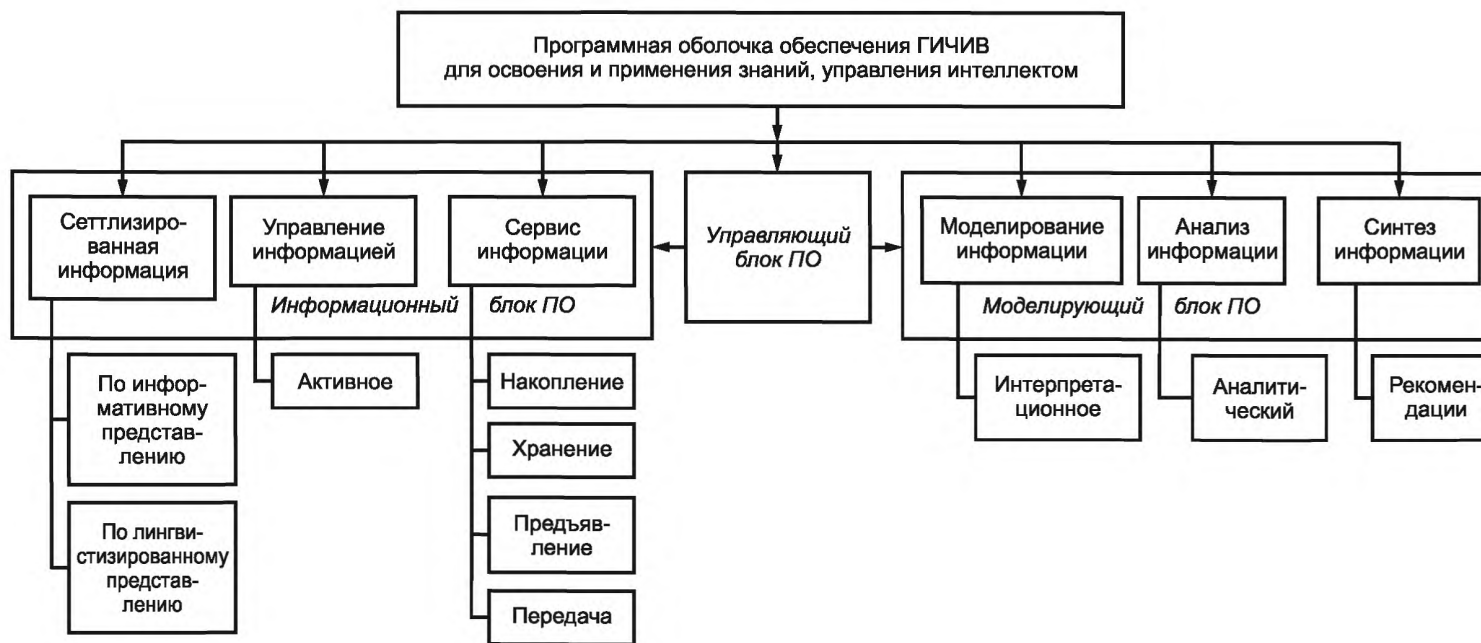 Программная оболочка обеспечения ГИЧИВ
для освоения и применения знаний, управления интеллектом
Сеттлизиро-
ванная
информация
Управление
информацией
Сервис
информации
Информационный блок ПО
Управляющий
блок ПО
Моделирование
информации
Анализ
информации
Синтез
информации
Моделирующий блок ПО
По инфор-
мативному
представ-
лению
По лингви-
стизированному
представ-
лению
Активное
Накопление
Хранение
Предъяв-
ление
Передача
Интерпрета-
ционное
Аналити-
ческий
Рекомен-
дации